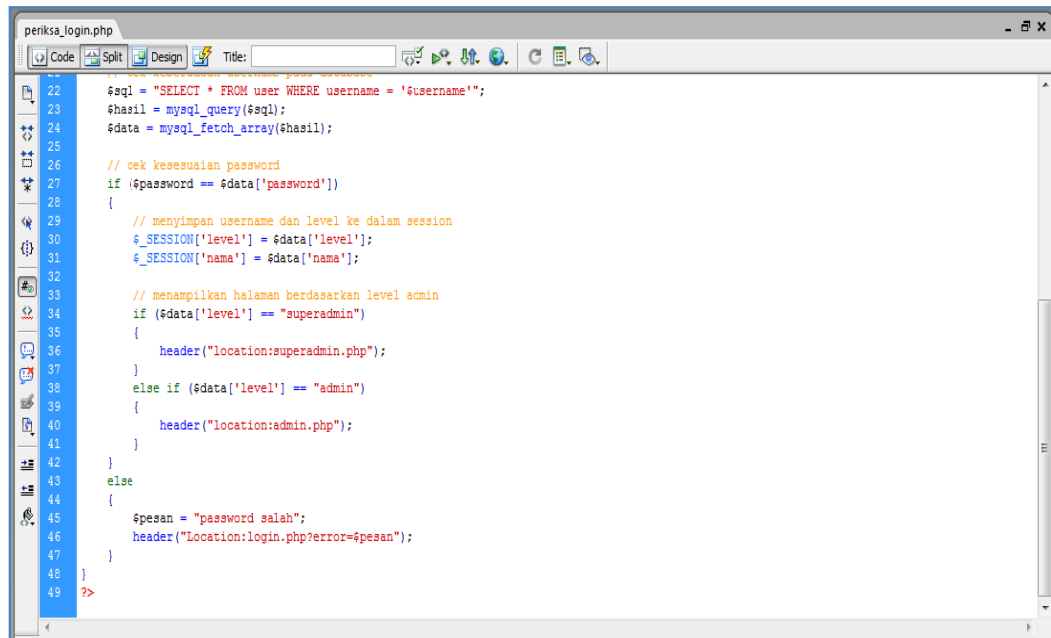 periksa_login.php
Code Split Design Title:
22 $sql = "SELECT * FROM user WHERE username = '$username'";
23 $hasil = mysql_query($sql);
24 $data = mysql_fetch_array($hasil);
25
26 // cek kesesuaian password
27 if ($password == $data['password'])
28 {
29 // menyimpan username dan level ke dalam session
30 $_SESSION['level'] = $data['level'];
31 $_SESSION['nama'] = $data['nama'];
32
33 // menampilkan halaman berdasarkan level admin
34 if ($data['level'] == "superadmin")
35 {
36 header("location:superadmin.php");
37 }
38 else if ($data['level'] == "admin")
39 {
40 header("location:admin.php");
41 }
42 }
43 else
44 {
45 $pesan = "password salah";
46 header("Location:login.php?error=$pesan");
47 }
48 }
49 ?>